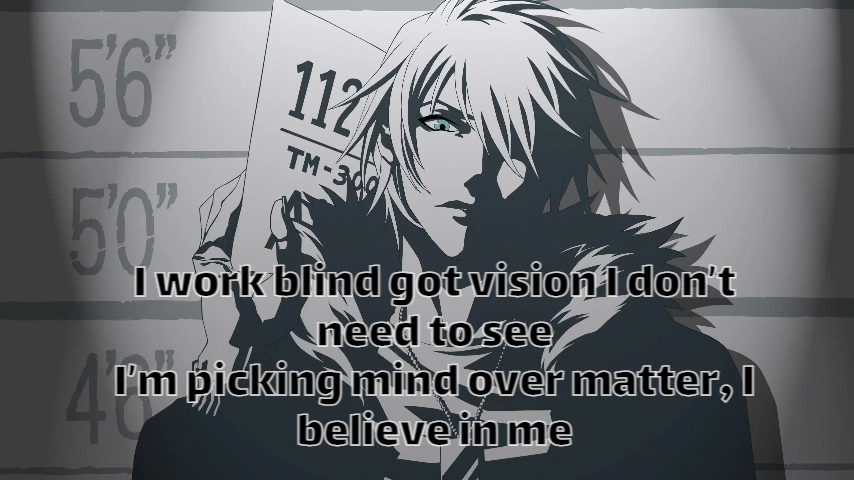 5'6"
112
TM-300
5'0"
I work blind got vision I don't
need to see
I'm picking mind over matter, I
believe in me
4'6"